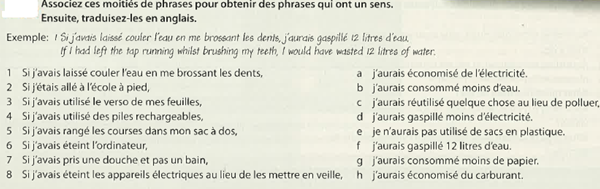 Associez ces moitiés de phrases pour obtenir des phrases qui ont un sens.
Ensuite, traduisez-les en anglais.
Exemple: 1 Si j'avais laissé couler l'eau en me brossant les dents, j'aurais gaspillé 12 litres d'eau.
If I had left the tap running whilst brushing my teeth, I would have wasted 12 litres of water.
1 Si j'avais laissé couler l'eau en me brossant les dents, a j'aurais économisé de l'électricité.
2 Si j'étais allé à l'école à pied, b j'aurais consommé moins d'eau.
3 Si j'avais utilisé le verso de mes feuilles, c j'aurais réutilisé quelque chose au lieu de polluer.
4 Si j'avais utilisé des piles rechargeables, d j'aurais gaspillé moins d'électricité.
5 Si j'avais rangé les courses dans mon sac à dos, e je n'aurais pas utilisé de sacs en plastique.
6 Si j'avais éteint l'ordinateur, f j'aurais gaspillé 12 litres d'eau.
7 Si j'avais pris une douche et pas un bain, g j'aurais consommé moins de papier.
8 Si j'avais éteint les appareils électriques au lieu de les mettre en veille, h j'aurais économisé du carburant.